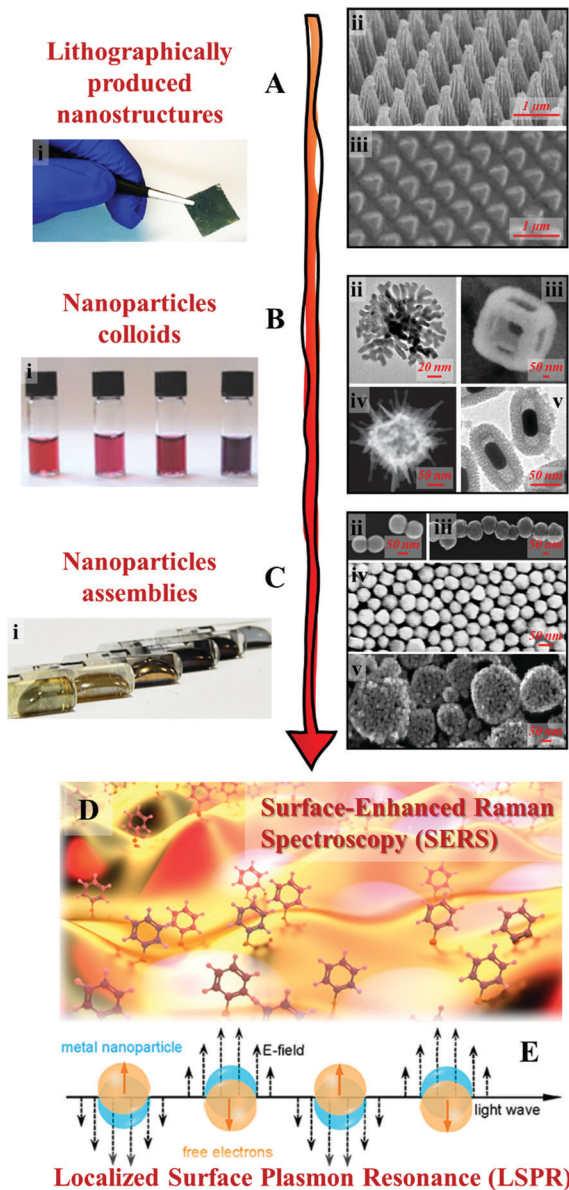 Lithographically
produced
nanostructures
A
i
ii
1 µm
iii
1 µm
Nanoparticles
colloids
B
i
ii
20 nm
iii
50 nm
iv
50 nm
v
50 nm
Nanoparticles
assemblies
C
i
ii
50 nm
iii
50 nm
iv
50 nm
v
50 nm
D
Surface-Enhanced Raman
Spectroscopy (SERS)
metal nanoparticle
E-field
E
light wave
free electrons
Localized Surface Plasmon Resonance (LSPR)